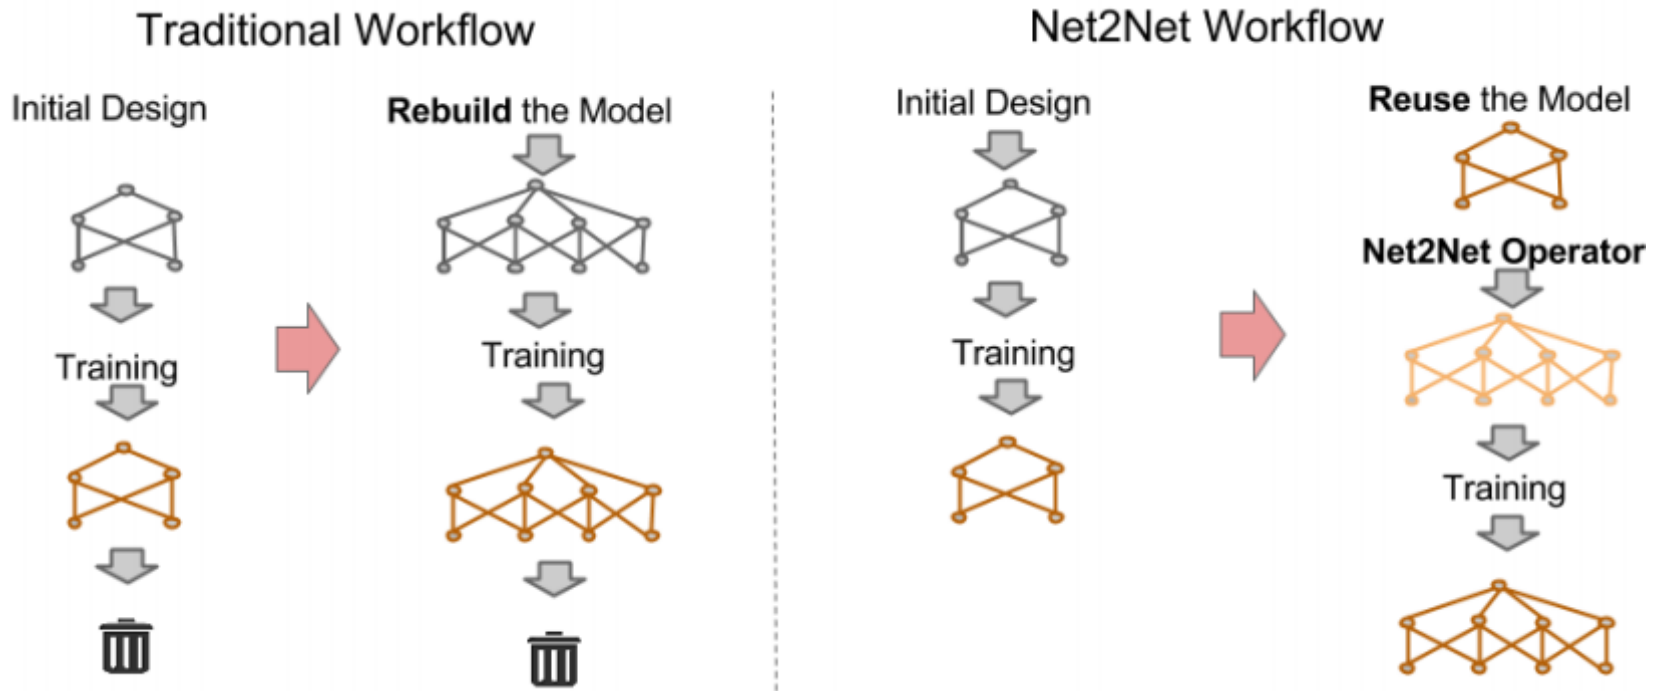 Traditional Workflow
Initial Design
Training
Rebuild the Model
Training
Net2Net Workflow
Initial Design
Training
Reuse the Model
Net2Net Operator
Training